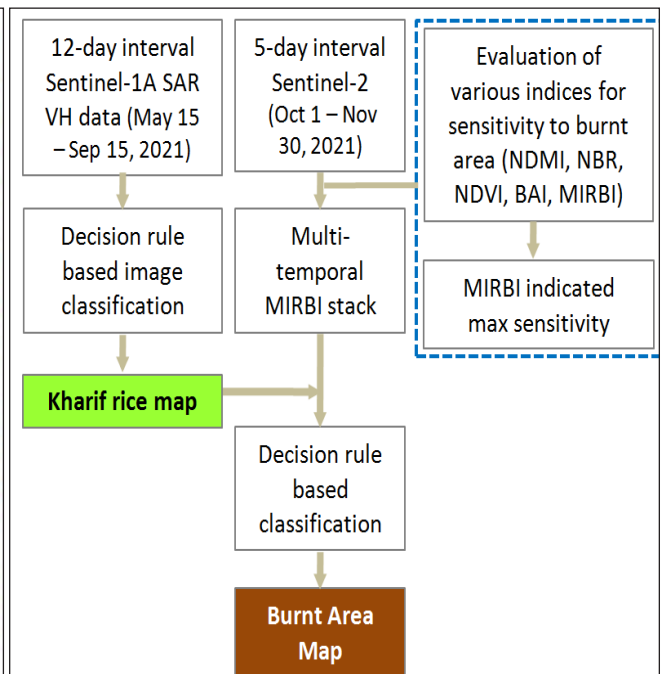 12-day interval
Sentinel-1A SAR
VH data (May 15
– Sep 15, 2021)
5-day interval
Sentinel-2
(Oct 1 – Nov
30, 2021)
Evaluation of
various indices for
sensitivity to burnt
area (NDMI, NBR,
NDVI, BAI, MIRBI)
Decision rule
based image
classification
Multi-
temporal
MIRBI stack
MIRBI indicated
max sensitivity
Kharif rice map
Decision rule
based
classification
Burnt Area
Map